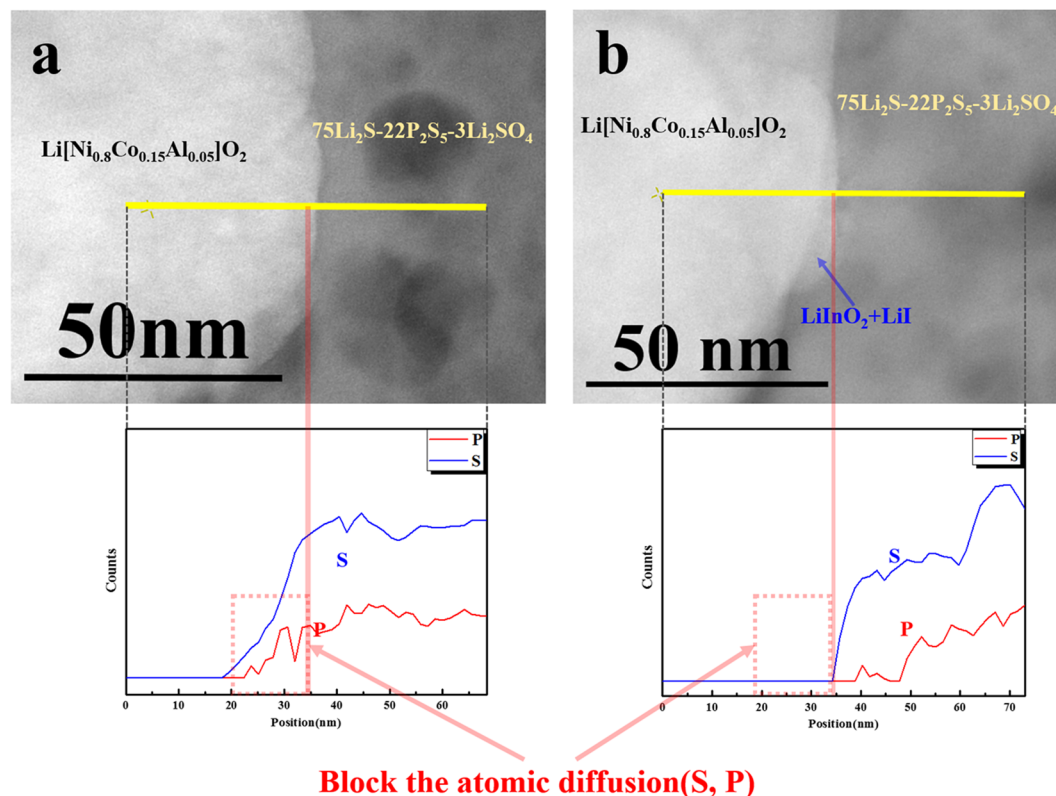 a
75Li₂S-22P₂S₅-3Li₂SO₄
Li[Ni₀.₈Co₀.₁₅Al₀.₀₅]O₂
50nm
b
75Li₂S-22P₂S₅-3Li₂SO₄
Li[Ni₀.₈Co₀.₁₅Al₀.₀₅]O₂
LiInO₂+LiI
50 nm
P
S
S
P
Counts
0 10 20 30 40 50 60
Position(nm)
P
S
S
P
Counts
0 10 20 30 40 50 60 70
Position(nm)
Block the atomic diffusion(S, P)